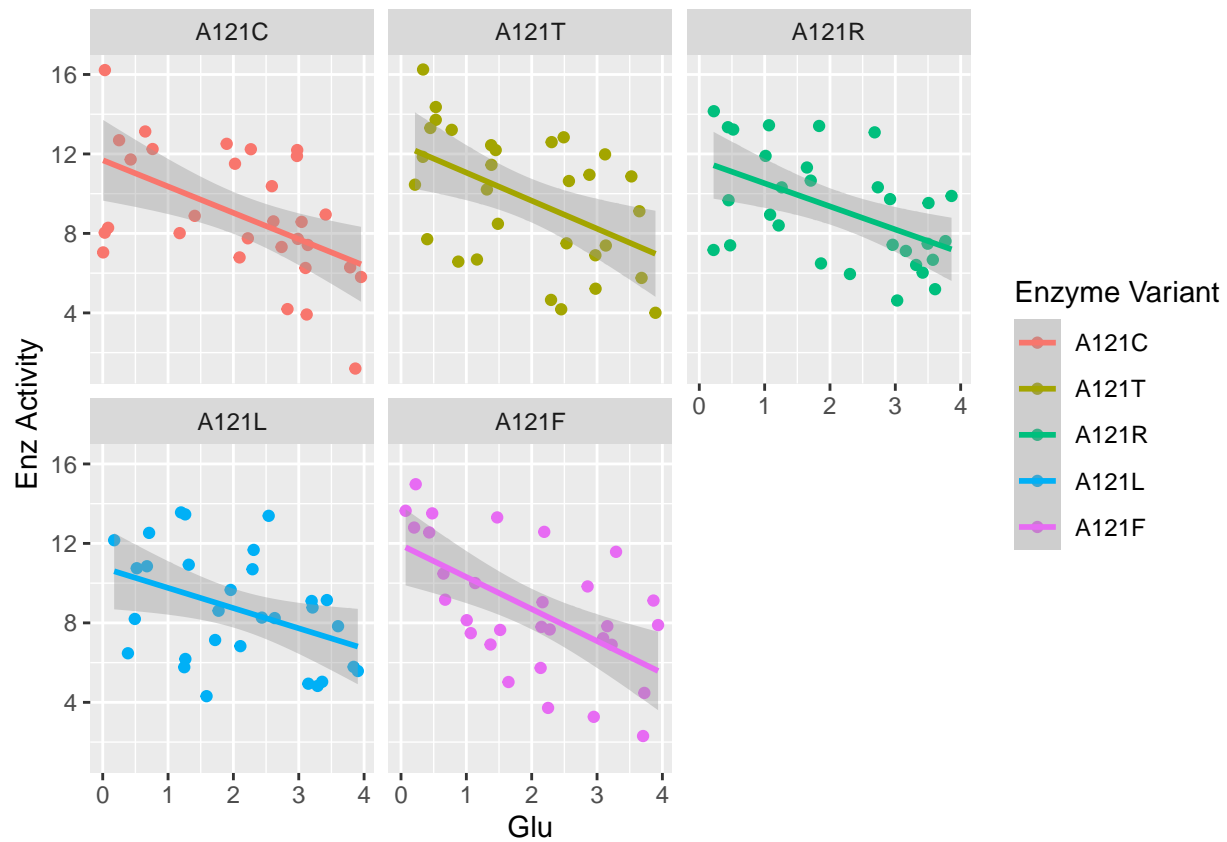 A121C A121T A121R
16
12
8
4
0 1 2 3 4
A121L A121F
16
12
8
4
0 1 2 3 4 0 1 2 3 4
Enz Activity
Glu
Enzyme Variant
A121C
A121T
A121R
A121L
A121F